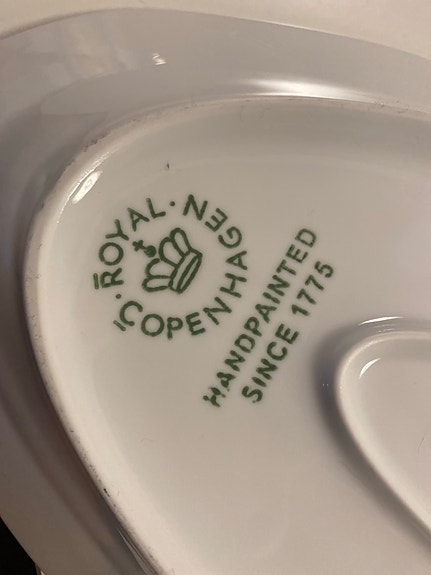 ROYAL · COPENHAGEN ·
HANDPAINTED
SINCE 1775